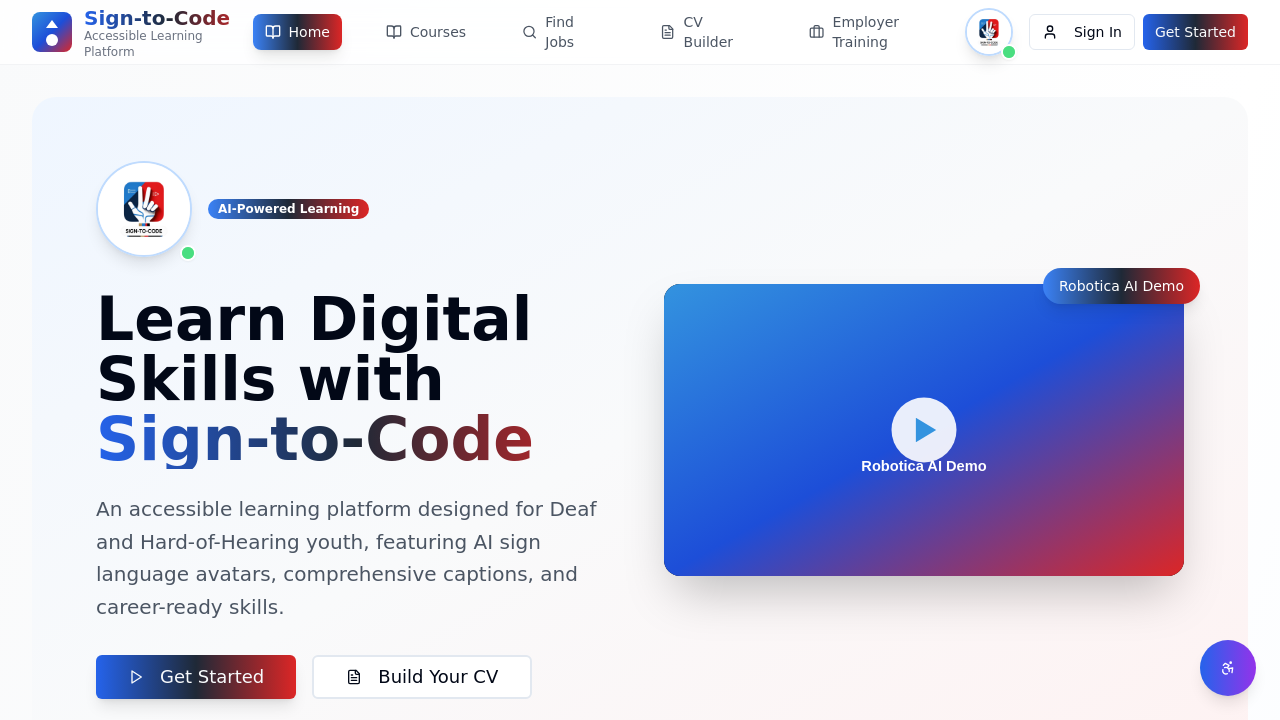 Sign-to-Code
Accessible Learning
Platform
Home
Courses
Find
Jobs
CV
Builder
Employer
Training
Sign In
Get Started
SIGN-TO-CODE
AI-Powered Learning
Learn Digital
Skills with
Sign-to-Code
An accessible learning platform designed for Deaf
and Hard-of-Hearing youth, featuring AI sign
language avatars, comprehensive captions, and
career-ready skills.
Get Started
Build Your CV
Robotica AI Demo
Robotica AI Demo